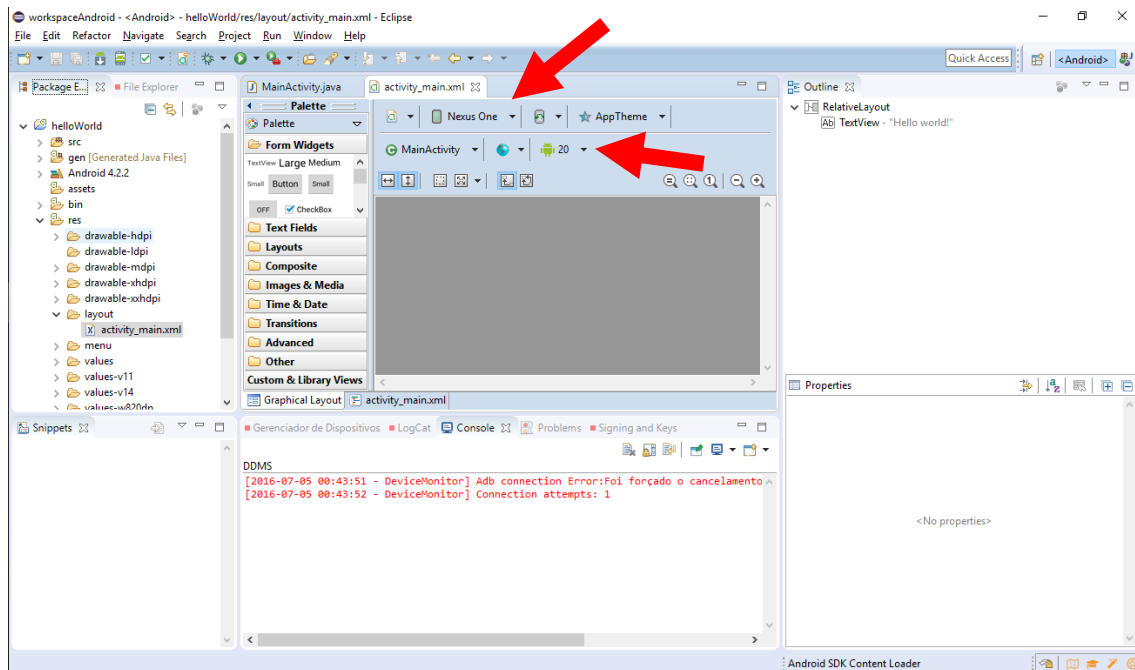 workspaceAndroid - <Android> - helloWorld/res/layout/activity_main.xml - Eclipse
File Edit Refactor Navigate Search Project Run Window Help
Quick Access
<Android>
Package E...
File Explorer
helloWorld
src
gen [Generated Java Files]
Android 4.2.2
assets
bin
res
drawable-hdpi
drawable-ldpi
drawable-mdpi
drawable-xhdpi
drawable-xxhdpi
layout
activity_main.xml
menu
values
values-v11
values-v14
values-w820dp
Snippets
MainActivity.java
activity_main.xml
Palette
Palette
Form Widgets
TextView Large Medium
Small Button Small
OFF CheckBox
Text Fields
Layouts
Composite
Images & Media
Time & Date
Transitions
Advanced
Other
Custom & Library Views
Nexus One
AppTheme
MainActivity
20
Graphical Layout
activity_main.xml
Gerenciador de Dispositivos
LogCat
Console
Problems
Signing and Keys
DDMS
[2016-07-05 00:43:51 - DeviceMonitor] Adb connection Error:Foi forçado o cancelamento
[2016-07-05 00:43:52 - DeviceMonitor] Connection attempts: 1
Outline
RelativeLayout
Ab TextView - "Hello world!"
Properties
<No properties>
Android SDK Content Loader